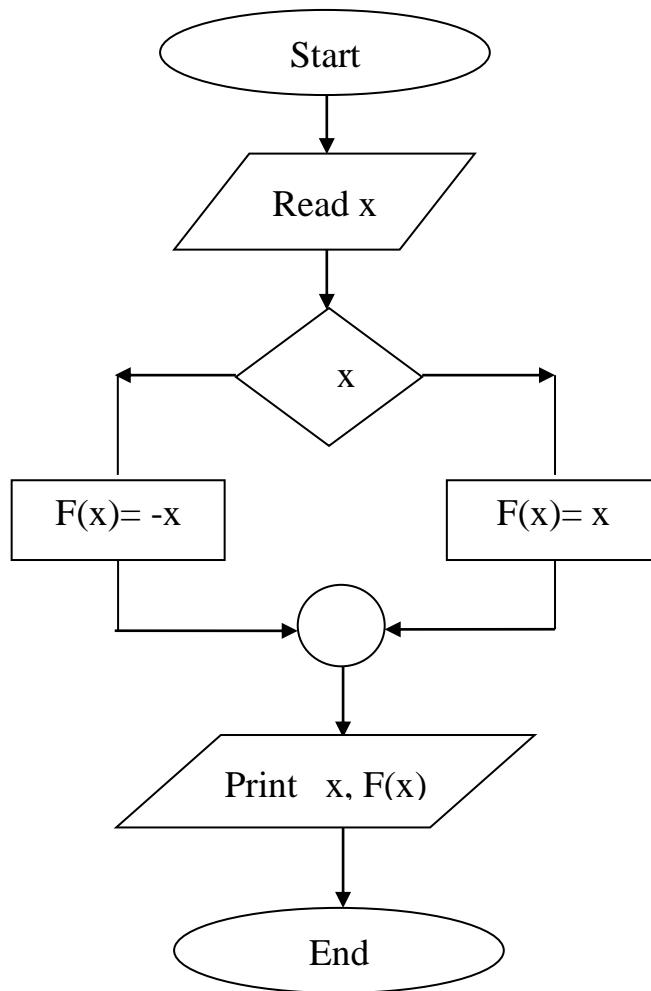 Start
Read x
x
F(x)= -x
F(x)= x
Print x, F(x)
End